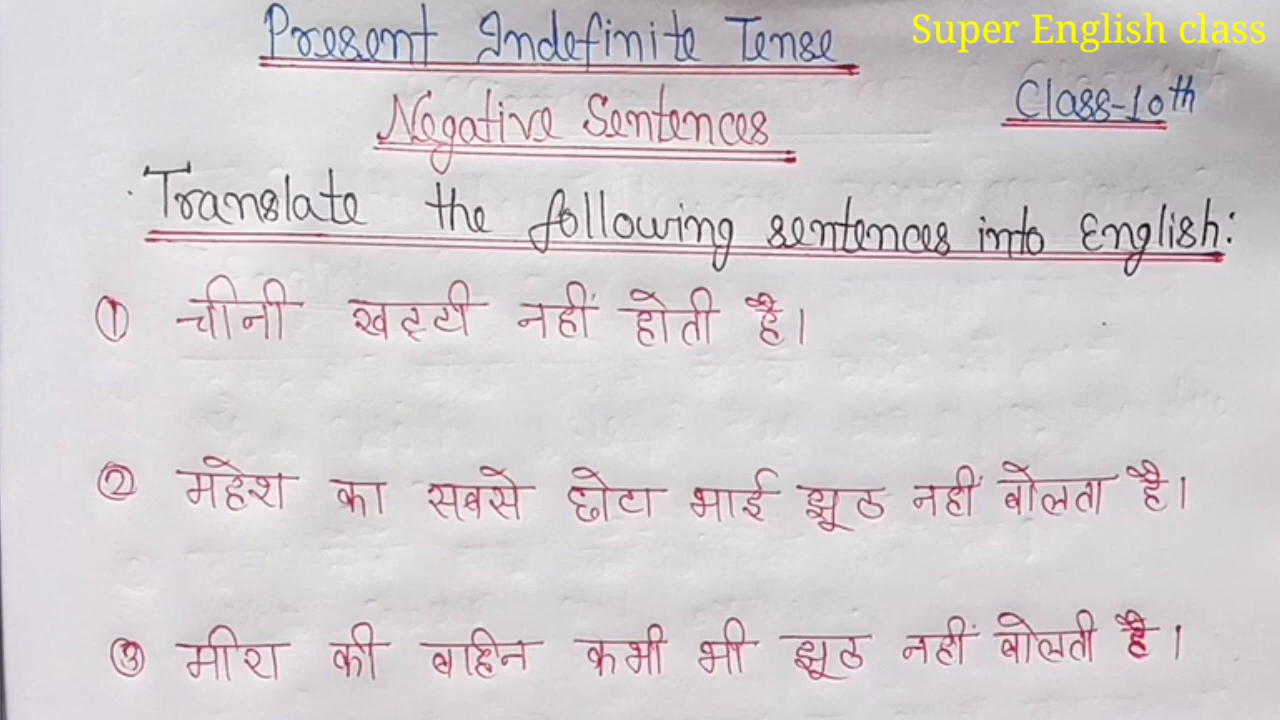 Super English class
Present Indefinite Tense
Class-10th
Negative Sentences
Translate the following sentences into English:
① चीनी खट्टी नहीं होती है।
② महेश का सबसे छोटा भाई झूठ नहीं बोलता है।
③ मीरा की बहिन कभी भी झूठ नहीं बोलती है।